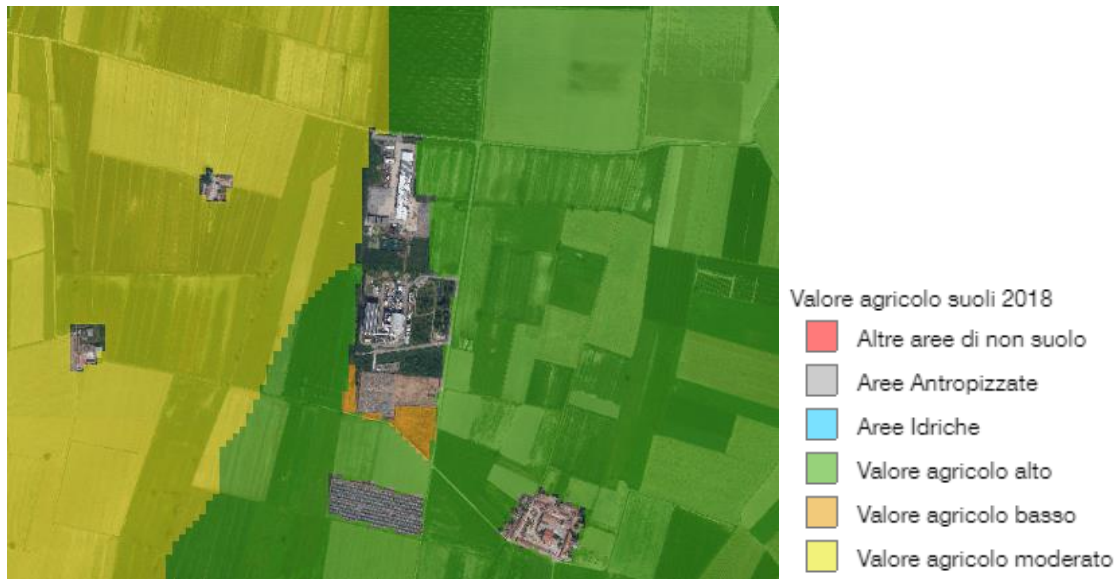 Valore agricolo suoli 2018
Altre aree di non suolo
Aree Antropizzate
Aree Idriche
Valore agricolo alto
Valore agricolo basso
Valore agricolo moderato